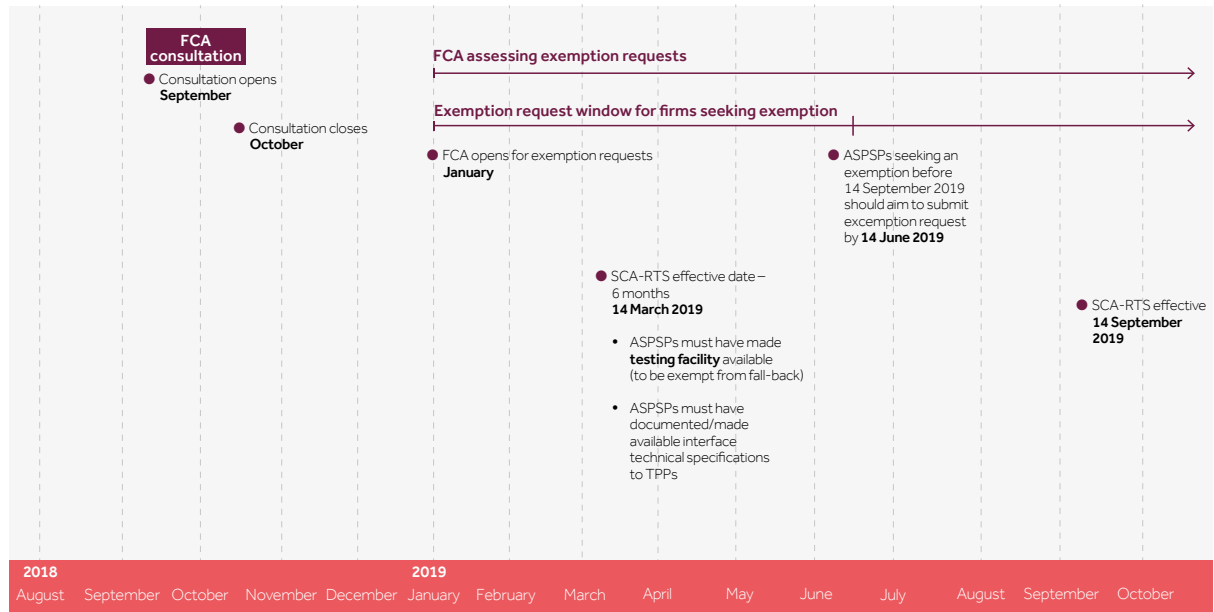 FCA
consultation
Consultation opens
September
Consultation closes
October
FCA assessing exemption requests
Exemption request window for firms seeking exemption
FCA opens for exemption requests
January
ASPSPs seeking an
exemption before
14 September 2019
should aim to submit
excemption request
by 14 June 2019
SCA-RTS effective date –
6 months
14 March 2019
• ASPSPs must have made
testing facility available
(to be exempt from fall-back)
• ASPSPs must have
documented/made
available interface
technical specifications
to TPPs
SCA-RTS effective
14 September
2019
2018 2019
August September October November December January February March April May June July August September October